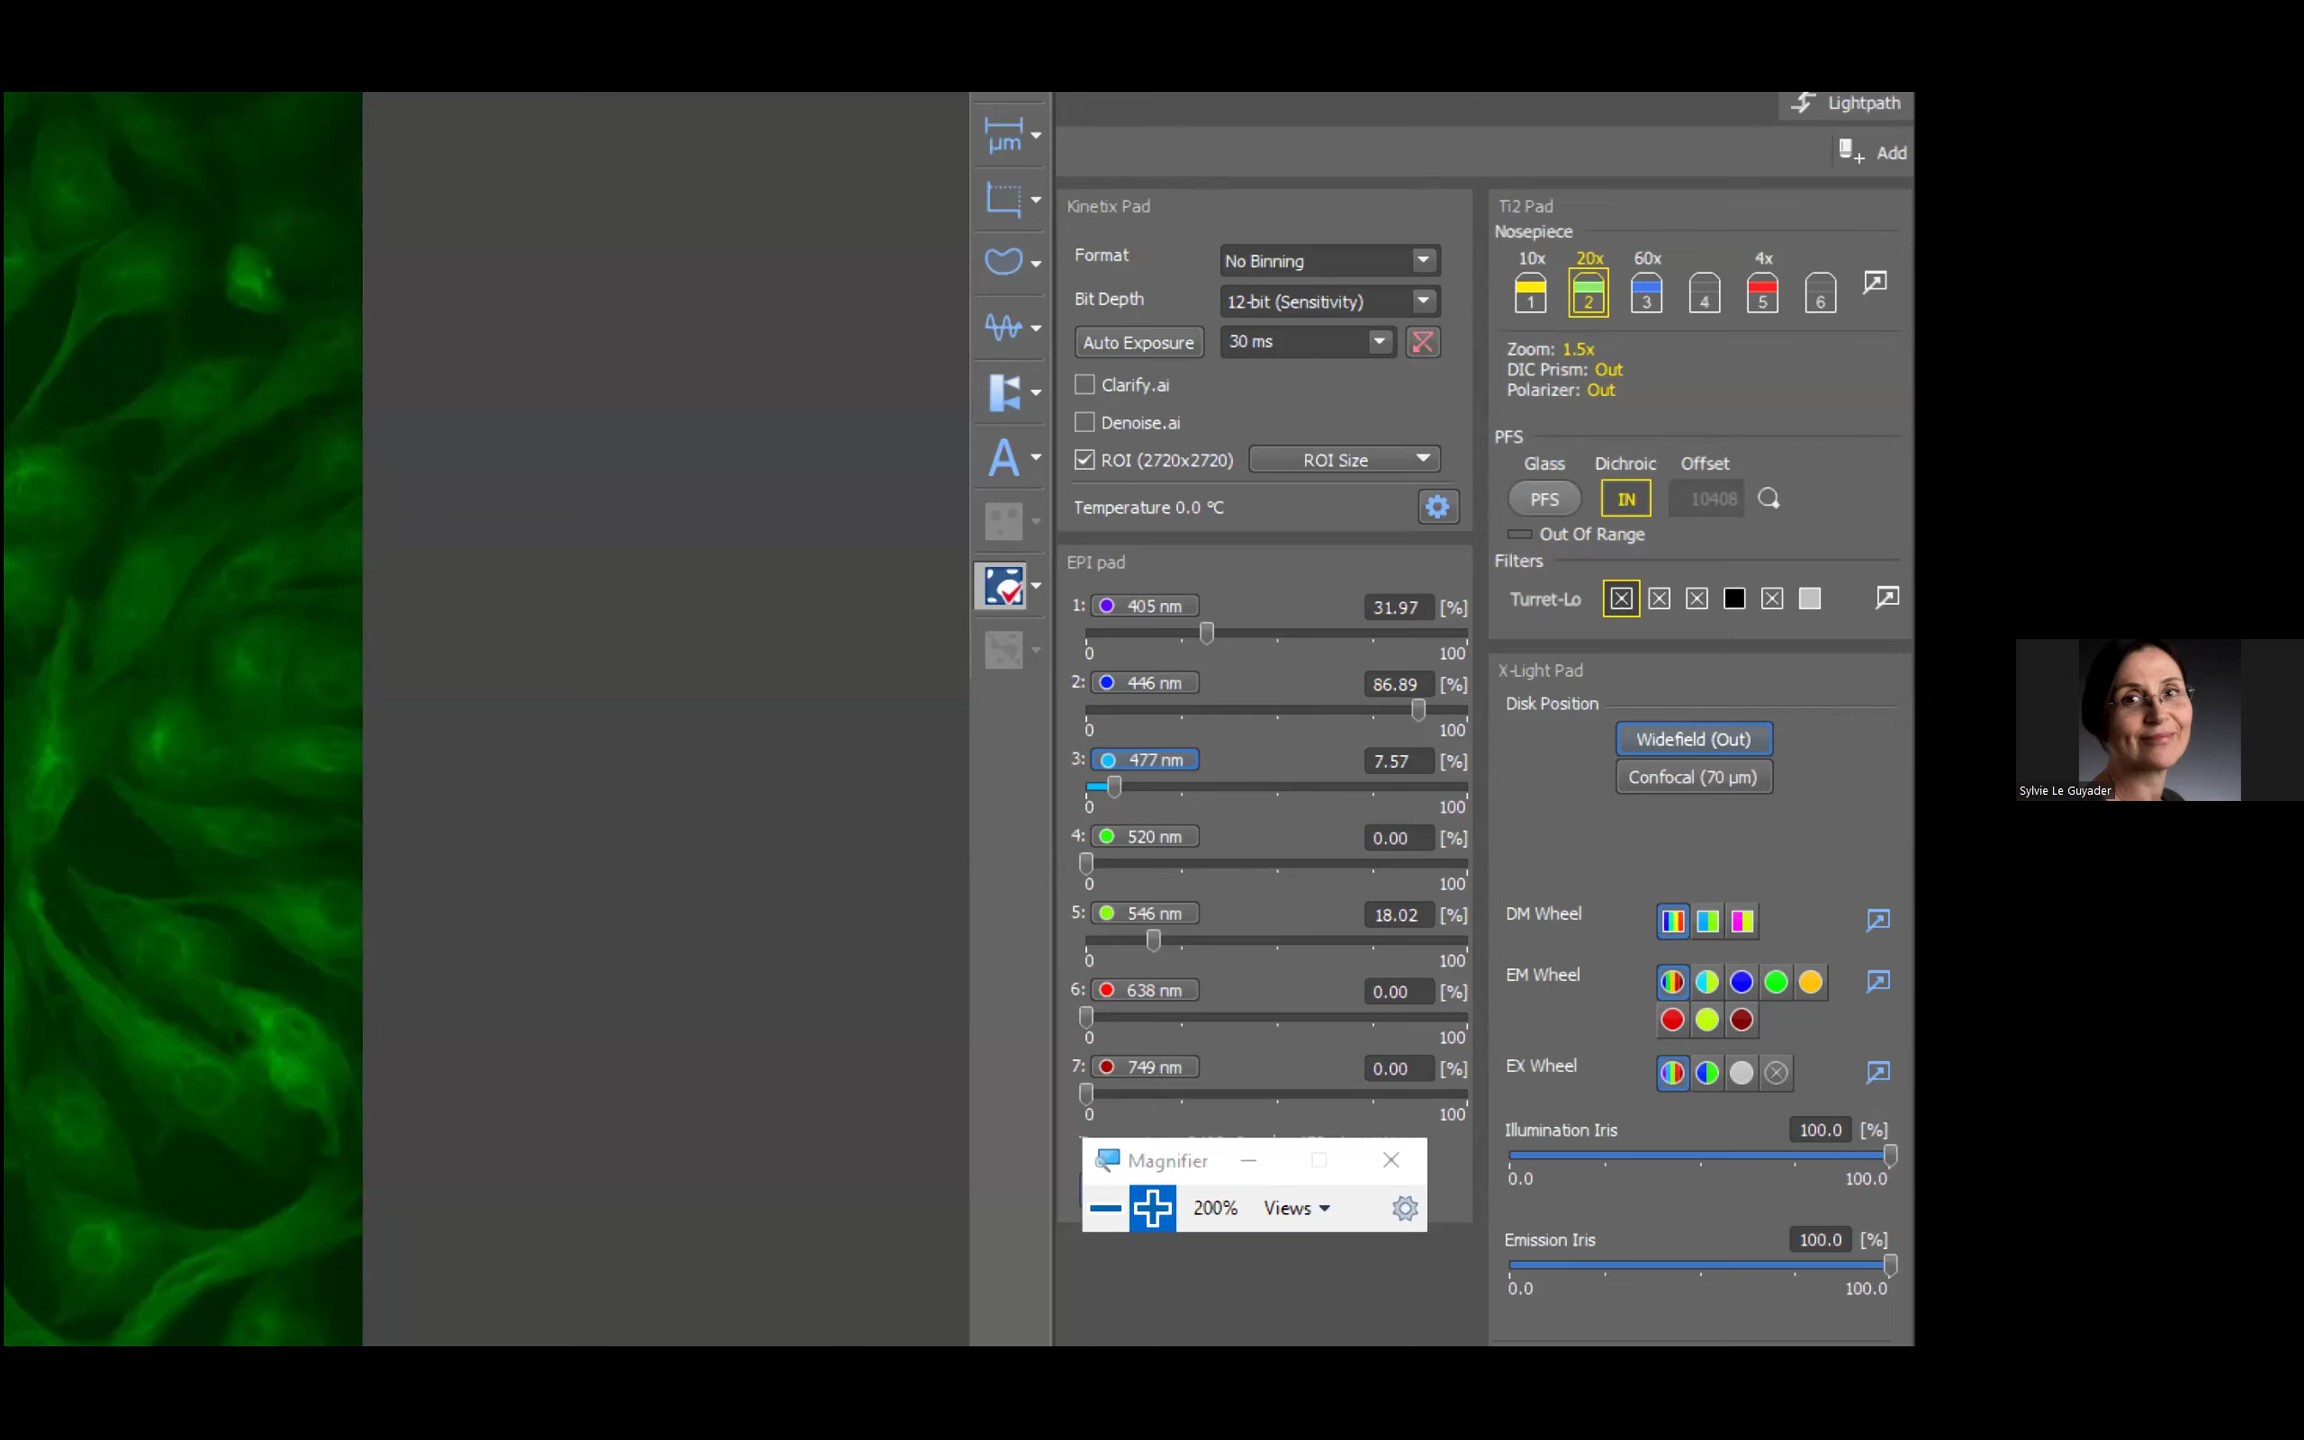 Lightpath
Add
µm
A
Kinetix Pad
Format
No Binning
Bit Depth
12-bit (Sensitivity)
Auto Exposure
30 ms
Clarify.ai
Denoise.ai
ROI (2720x2720)
ROI Size
Temperature 0.0 °C
EPI pad
1: 405 nm 31.97 [%]
0 100
2: 446 nm 86.89 [%]
0 100
3: 477 nm 7.57 [%]
0 100
4: 520 nm 0.00 [%]
0 100
5: 546 nm 18.02 [%]
0 100
6: 638 nm 0.00 [%]
0 100
7: 749 nm 0.00 [%]
0 100
Magnifier
200% Views
Ti2 Pad
Nosepiece
10x 20x 60x 4x
1 2 3 4 5 6
Zoom: 1.5x
DIC Prism: Out
Polarizer: Out
PFS
Glass Dichroic Offset
PFS IN 10408
Out Of Range
Filters
Turret-Lo
X-Light Pad
Disk Position
Widefield (Out)
Confocal (70 µm)
DM Wheel
EM Wheel
EX Wheel
Illumination Iris 100.0 [%]
0.0 100.0
Emission Iris 100.0 [%]
0.0 100.0
Sylvie Le Guyader